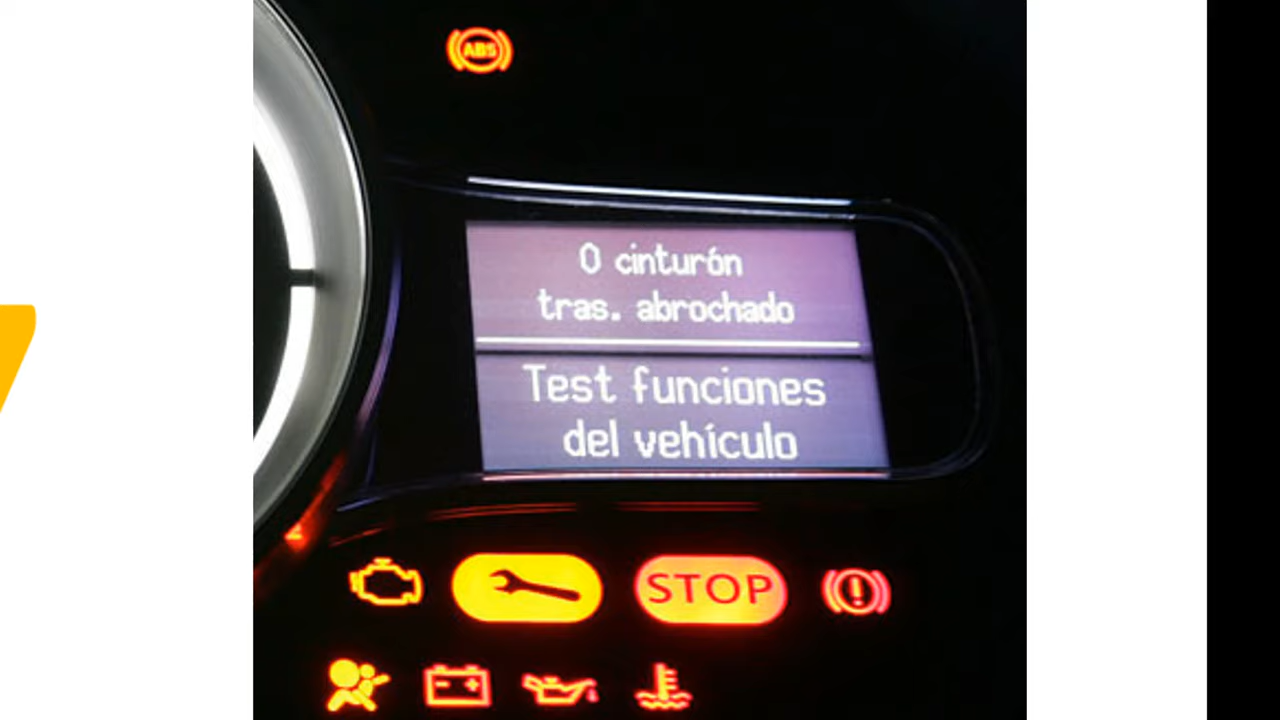 ABS
0 cinturón
tras. abrochado
Test funciones
del vehículo
STOP